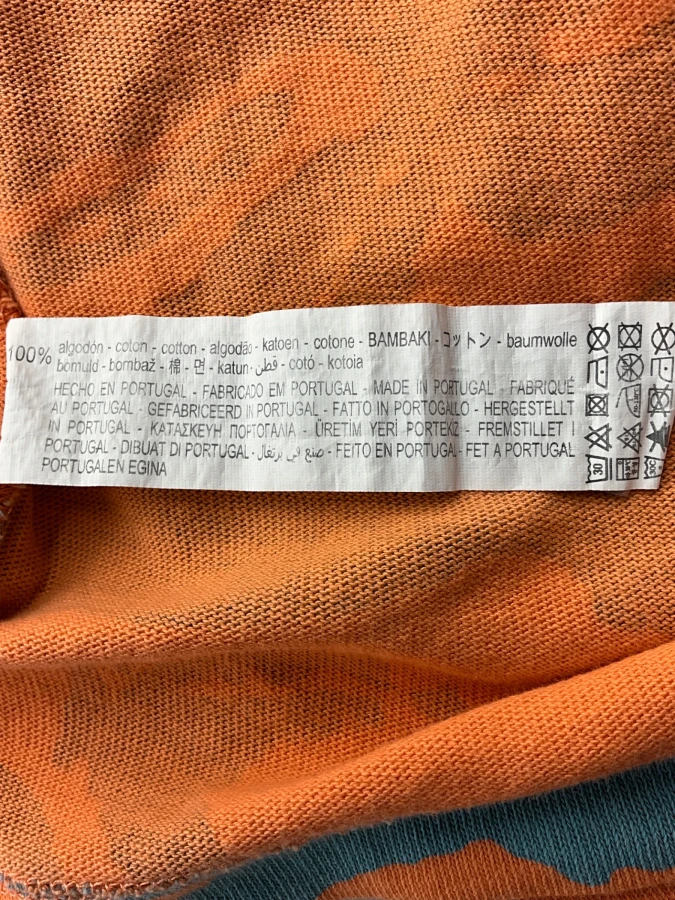 100% algodón - coton - cotton - algodão - katoen - cotone - BAMBAKI - コットン - baumwolle
bomuld - bombaž - 棉 - 면 - katun - قطن - cotó - kotoia
HECHO EN PORTUGAL - FABRICADO EM PORTUGAL - MADE IN PORTUGAL - FABRIQUÉ
AU PORTUGAL - GEFABRICEERD IN PORTUGAL - FATTO IN PORTOGALLO - HERGESTELLT
IN PORTUGAL - ΚΑΤΑΣΚΕΥΗ ΠΟΡΤΟΓΑΛΙΑ - ÜRETİM YERİ PORTEKİZ - FREMSTILLET I
PORTUGAL - DIBUAT DI PORTUGAL - صنع في برتغال - FEITO EN PORTUGAL - FET A PORTUGAL
PORTUGALEN EGINA
30
30C